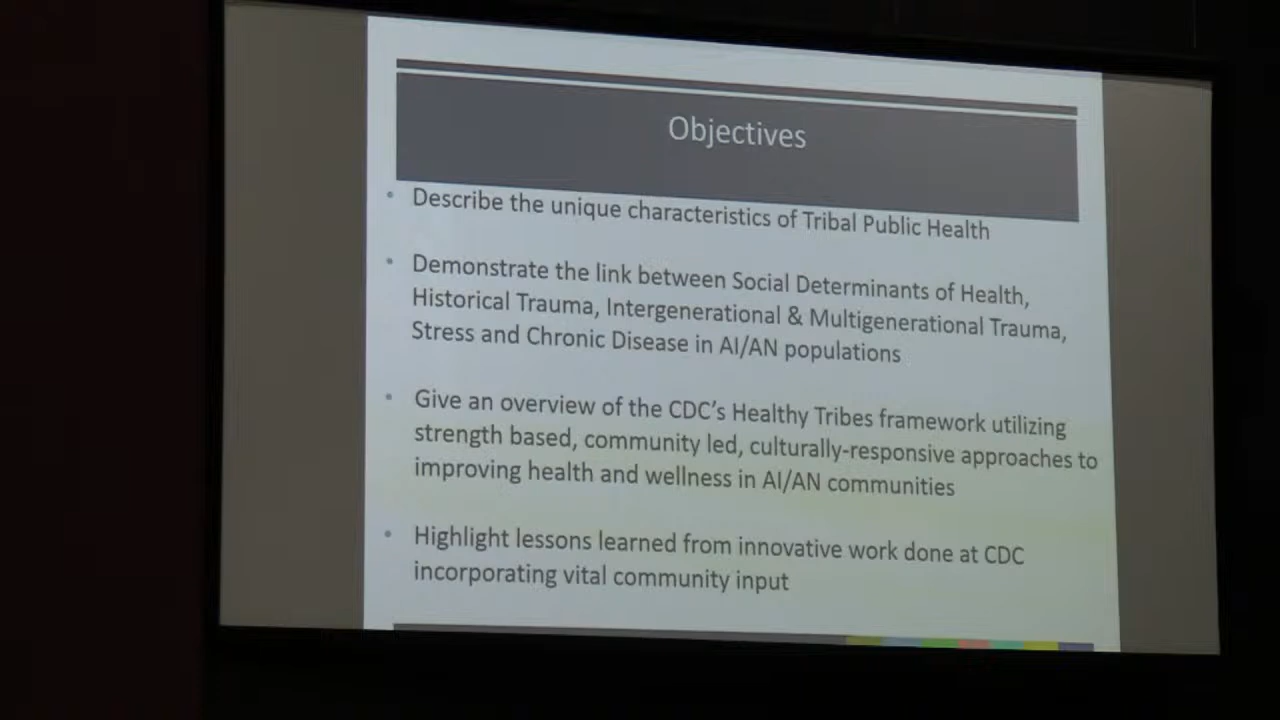 Objectives
• Describe the unique characteristics of Tribal Public Health
• Demonstrate the link between Social Determinants of Health,
Historical Trauma, Intergenerational & Multigenerational Trauma,
Stress and Chronic Disease in AI/AN populations
• Give an overview of the CDC's Healthy Tribes framework utilizing
strength based, community led, culturally-responsive approaches to
improving health and wellness in AI/AN communities
• Highlight lessons learned from innovative work done at CDC
incorporating vital community input